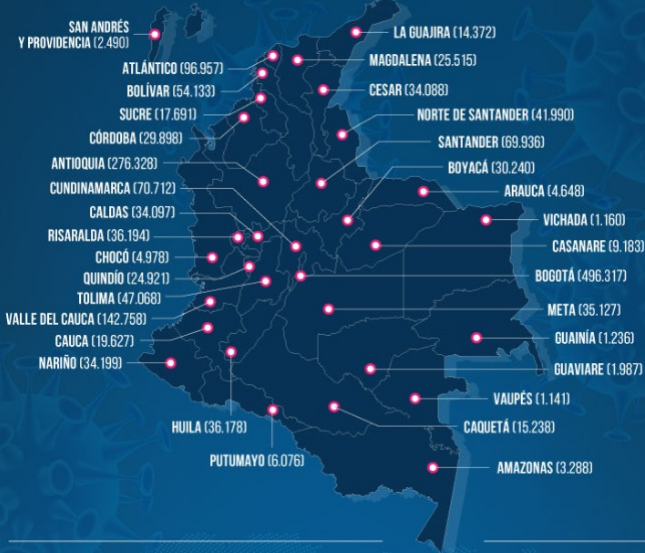 SAN ANDRÉS
Y PROVIDENCIA (2.490)
ATLÁNTICO (96.957)
BOLÍVAR (54.133)
SUCRE (17.691)
CÓRDOBA (29.898)
ANTIOQUIA (276.328)
CUNDINAMARCA (70.712)
CALDAS (34.097)
RISARALDA (36.194)
CHOCÓ (4.978)
QUINDÍO (24.921)
TOLIMA (47.068)
VALLE DEL CAUCA (142.758)
CAUCA (19.627)
NARIÑO (34.199)
HUILA (36.178)
PUTUMAYO (6.076)
LA GUAJIRA (14.372)
MAGDALENA (25.515)
CESAR (34.088)
NORTE DE SANTANDER (41.990)
SANTANDER (69.936)
BOYACÁ (30.240)
ARAUCA (4.648)
VICHADA (1.160)
CASANARE (9.183)
BOGOTÁ (496.317)
META (35.127)
GUAINÍA (1.236)
GUAVIARE (1.987)
VAUPÉS (1.141)
CAQUETÁ (15.238)
AMAZONAS (3.288)